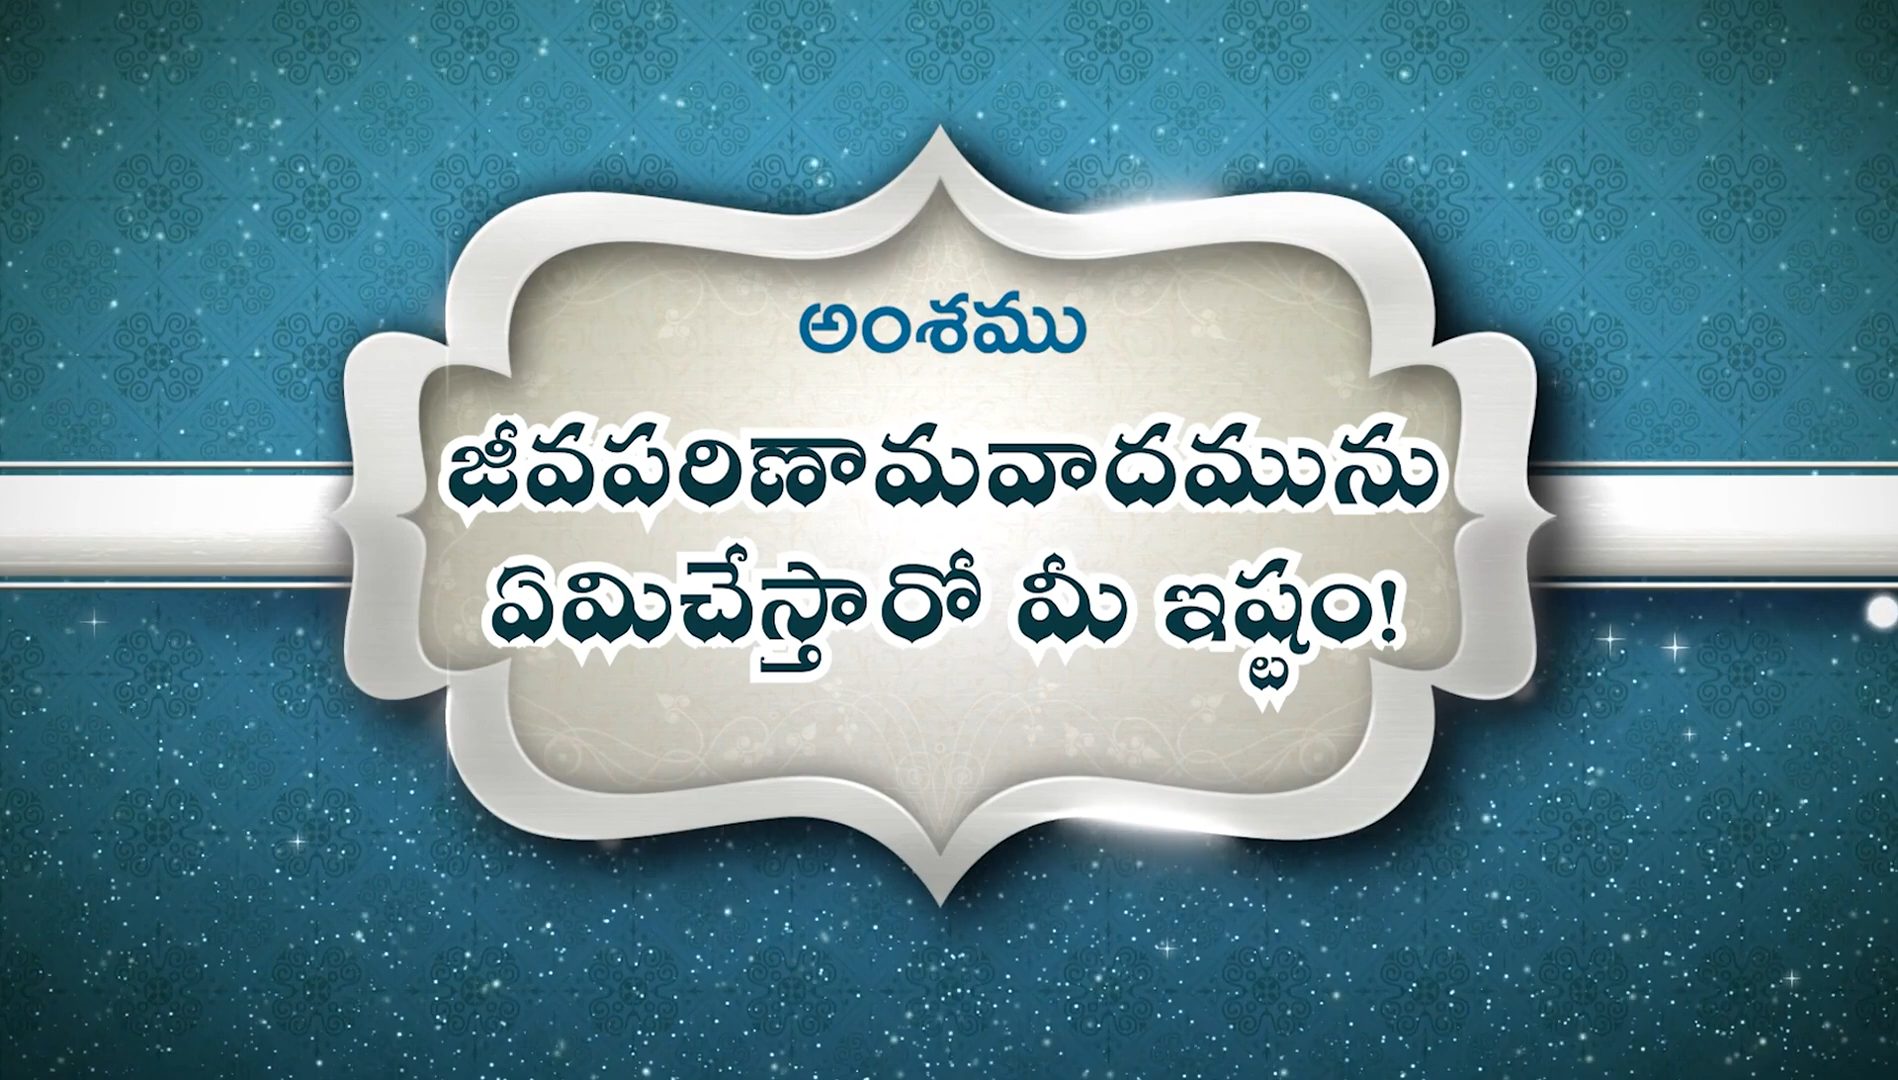 అంశము
జీవపరిణామవాదమును
ఏమిచేస్తారో మీ ఇష్టం!